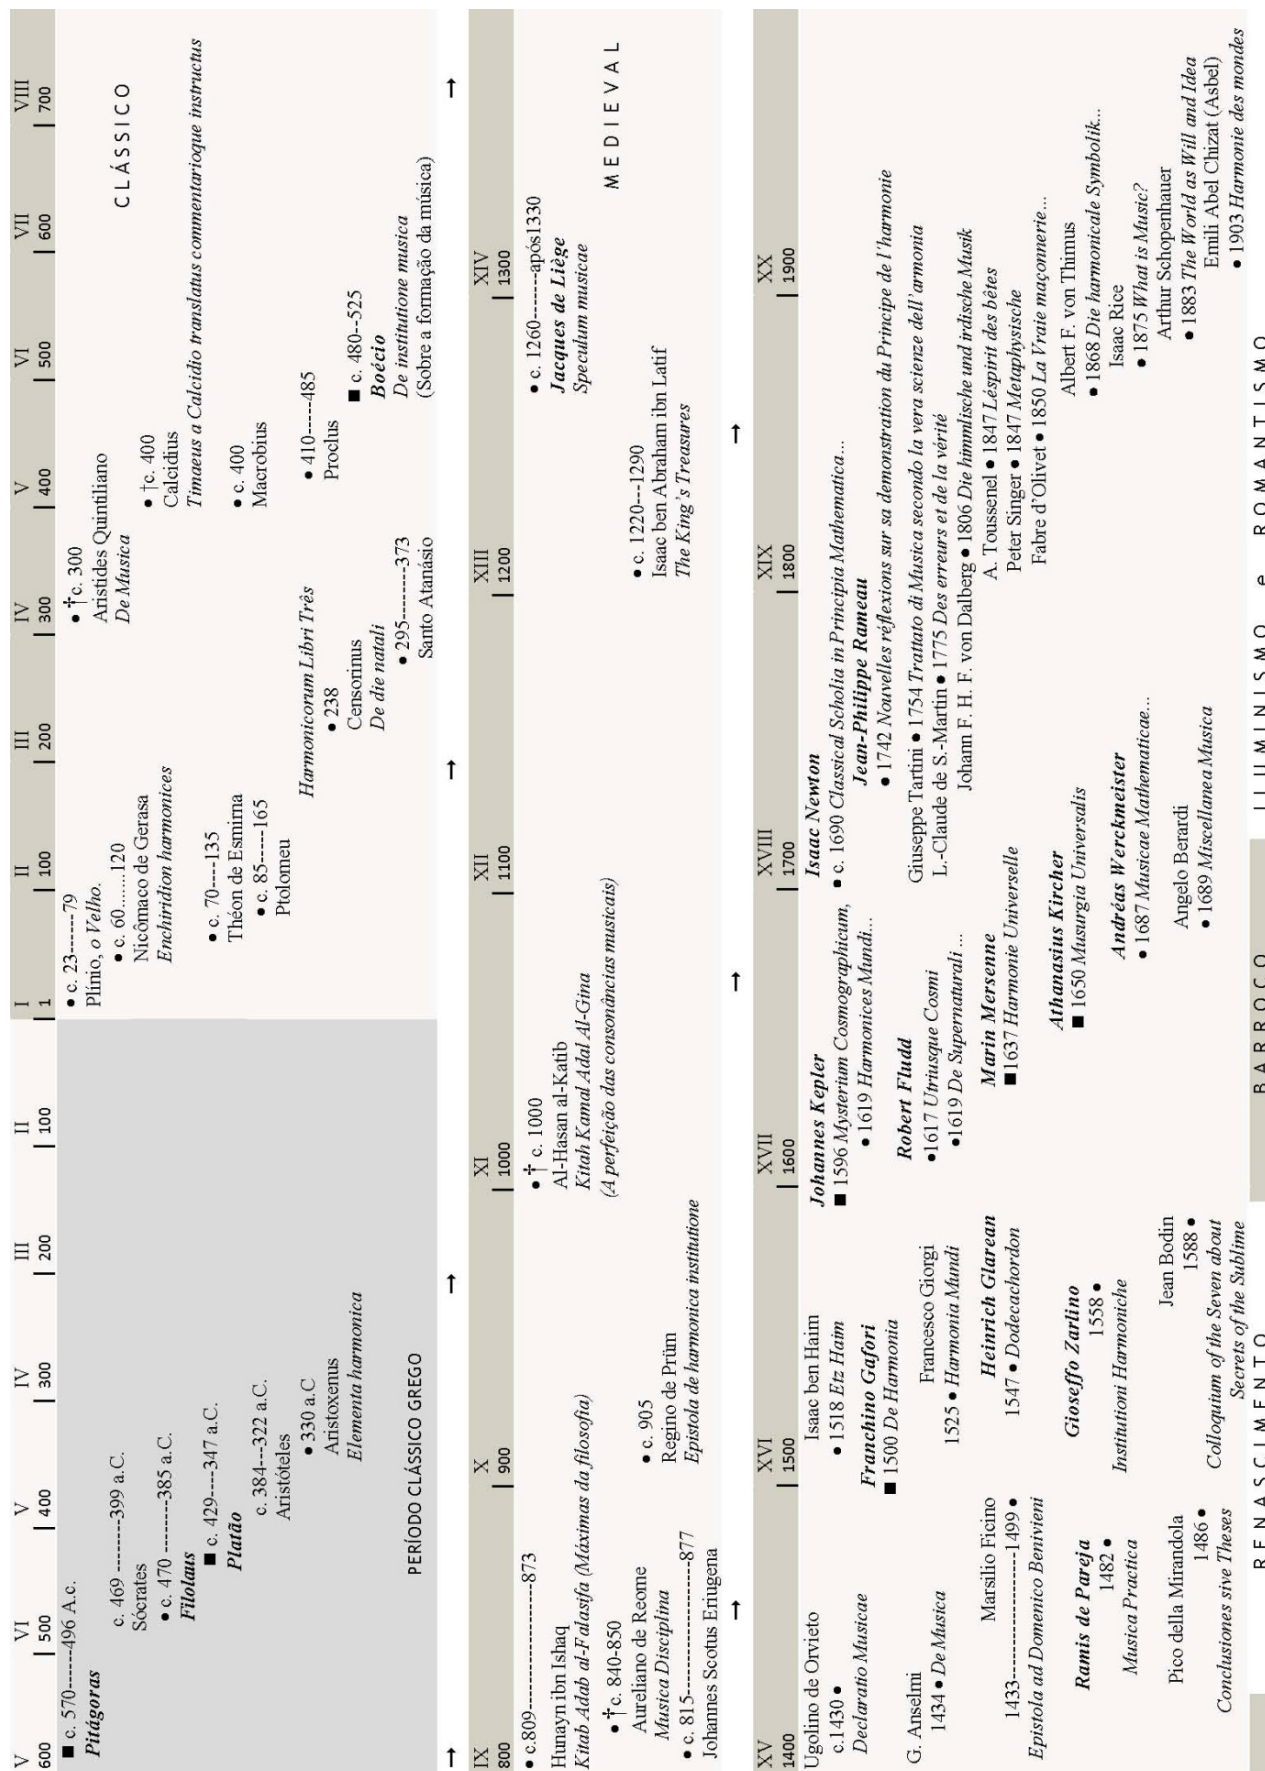 V VI V IV III II I II III IV V VI VII VIII
600 500 400 300 200 100 1 100 200 300 400 500 600 700
■ c. 570------496 A.c.
Pitágoras
c. 469 --------399 a.C.
Sócrates
● c. 470 --------385 a.C.
Filolaus
■ c. 429----347 a.C.
Platão
c. 384---322 a.C.
Aristóteles
● 330 a.C
Aristoxenus
Elementa harmonica
PERÍODO CLÁSSICO GREGO
● c. 23------79
Plínio, o Velho.
● c. 60.......120
Nicômaco de Gerasa
Enchiridion harmonices
● c. 70----135
Théon de Esmirna
● c. 85-----165
Ptolomeu
Harmonicorum Libri Três
● 238
Censorinus
De die natali
● 295--------373
Santo Atanásio
● †c. 300
Aristides Quintiliano
De Musica
● †c. 400
Calcidius
Timaeus a Calcidio translatus commentarioque instructus
● c. 400
Macrobius
● 410-----485
Proclus
■ c. 480--525
Boécio
De institutione musica
(Sobre a formação da música)
CLÁSSICO
→ → → →
IX X XI XII XIII XIV
800 900 1000 1100 1200 1300
● c.809--------------873
Hunayn ibn Ishaq
Kitab Adab al-Falasifa (Máximas da filosofia)
● †c. 840-850
Aureliano de Reome
Musica Disciplina
● c. 815------------------877
Johannes Scotus Eriugena
● c. 905
Regino de Prüm
Epistola de harmonica institutione
● † c. 1000
Al-Hasan al-Katib
Kitah Kamal Adal Al-Gina
(A perfeição das consonâncias musicais)
● c. 1220---1290
Isaac ben Abraham ibn Latif
The King's Treasures
● c. 1260------após1330
Jacques de Liège
Speculum musicae
MEDIEVAL
→ → →
XV XVI XVII XVIII XIX XX
1400 1500 1600 1700 1800 1900
Ugolino de Orvieto
c.1430 ●
Declaratio Musicae
G. Anselmi
1434 ● De Musica
Marsilio Ficino
1433--------------1499 ●
Epistola ad Domenico Benivieni
Ramis de Pareja
1482 ●
Musica Practica
Pico della Mirandola
1486 ●
Conclusiones sive Theses
Isaac ben Haim
● 1518 Etz Haim
Franchino Gafori
■ 1500 De Harmonia
Francesco Giorgi
1525 ● Harmonia Mundi
Heinrich Glarean
1547 ● Dodecachordon
Gioseffo Zarlino
1558 ●
Institutioni Harmoniche
Jean Bodin
1588 ●
Colloquium of the Seven about
Secrets of the Sublime
Johannes Kepler
■ 1596 Mysterium Cosmographicum,
● 1619 Harmonices Mundi...
Robert Fludd
●1617 Utriusque Cosmi
●1619 De Supernaturali ...
Marin Mersenne
■1637 Harmonie Universelle
Athanasius Kircher
■ 1650 Musurgia Universalis
Andréas Werckmeister
● 1687 Musicae Mathematicae...
Angelo Berardi
● 1689 Miscellanea Musica
Isaac Newton
● c. 1690 Classical Scholia in Principia Mathematica...
Jean-Philippe Rameau
● 1742 Nouvelles réflexions sur sa demonstration du Principe de l'harmonie
Giuseppe Tartini ● 1754 Trattato di Musica secondo la vera scienze dell'armonia
L.-Claude de S.-Martin ● 1775 Des erreurs et de la vérité
Johann F. H. F. von Dalberg ● 1806 Die himmlische und irdische Musik
A. Toussenel ● 1847 Léspirit des bêtes
Peter Singer ● 1847 Metaphysische
Fabre d'Olivet ● 1850 La Vraie maçonnerie...
Albert F. von Thimus
● 1868 Die harmonicale Symbolik...
Isaac Rice
● 1875 What is Music?
Arthur Schopenhauer
● 1883 The World as Will and Idea
Emili Abel Chizat (Asbel)
● 1903 Harmonie des mondes
RENASCIMENTO BARROCO ILUMINISMO e ROMANTISMO